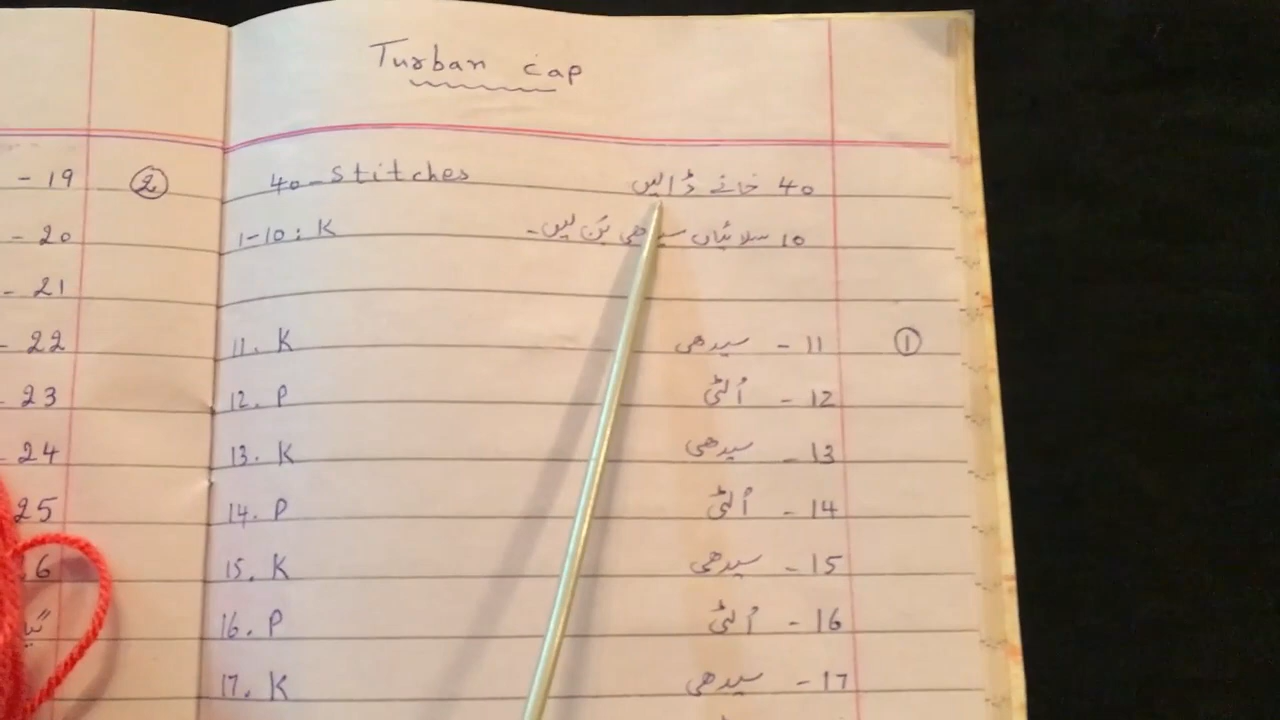 Turban Cap
40 - Stitches 40 خانے ڈالیں
1-10: K 10 سلائیاں سیدھی بُن لیں۔
11. K 11 - سیدھی ①
12. P 12 - اُلٹی
13. K 13 - سیدھی
14. P 14 - اُلٹی
15. K 15 - سیدھی
16. P 16 - اُلٹی
17. K 17 - سیدھی
- 19 ②
- 20
- 21
- 22
- 23
- 24
25